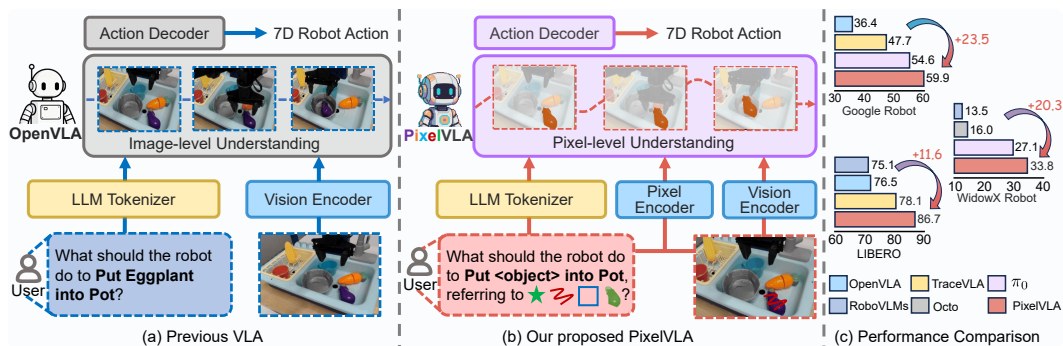 Action Decoder
7D Robot Action
OpenVLA
Image-level Understanding
LLM Tokenizer
Vision Encoder
User
What should the robot
do to Put Eggplant
into Pot?
(a) Previous VLA
Action Decoder
7D Robot Action
PixelVLA
Pixel-level Understanding
LLM Tokenizer
Pixel
Encoder
Vision
Encoder
User
What should the robot
do to Put <object> into Pot,
referring to ?
(b) Our proposed PixelVLA
36.4
47.7
54.6
59.9
+23.5
30 40 50 60
Google Robot
13.5
16.0
27.1
33.8
+20.3
10 20 30 40
WidowX Robot
75.1
76.5
78.1
86.7
+11.6
60 70 80 90
LIBERO
OpenVLA
TraceVLA
π0
RoboVLMs
Octo
PixelVLA
(c) Performance Comparison